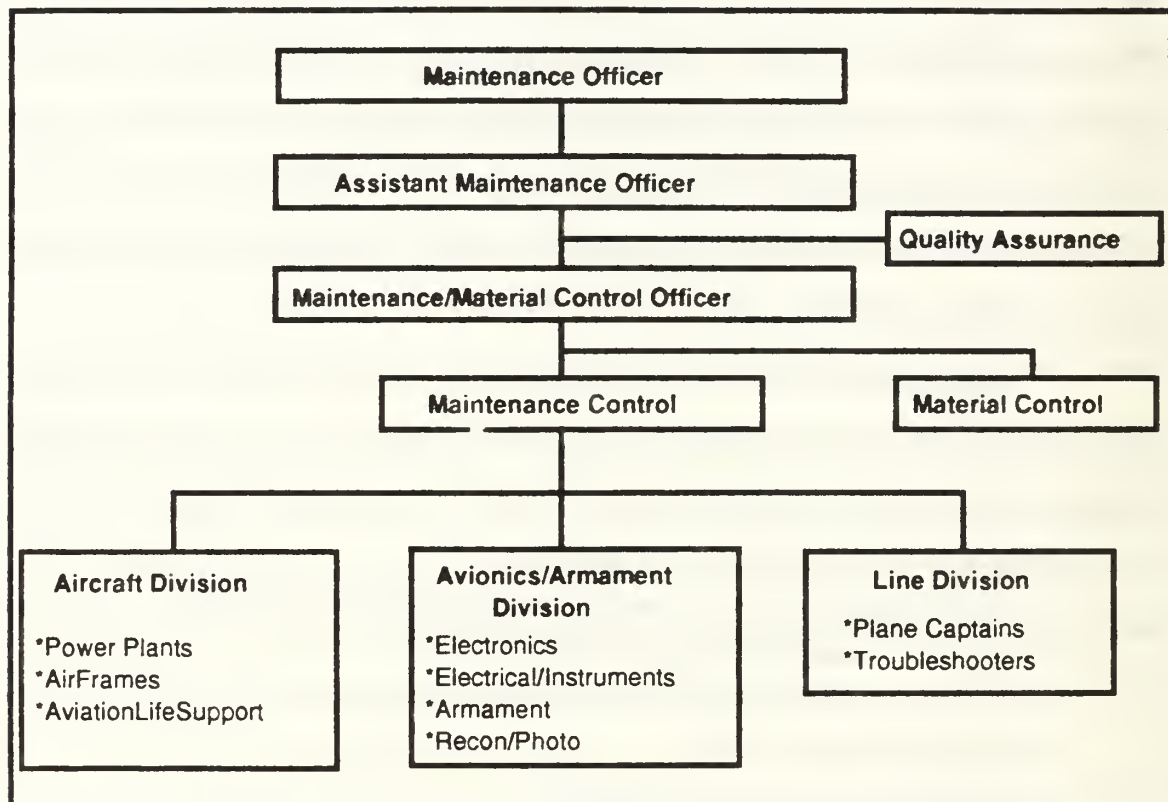 Maintenance Officer
Assistant Maintenance Officer
Quality Assurance
Maintenance/Material Control Officer
Maintenance Control
Material Control
Aircraft Division
*Power Plants
*AirFrames
*AviationLifeSupport
Avionics/Armament
Division
*Electronics
*Electrical/Instruments
*Armament
*Recon/Photo
Line Division
*Plane Captains
*Troubleshooters